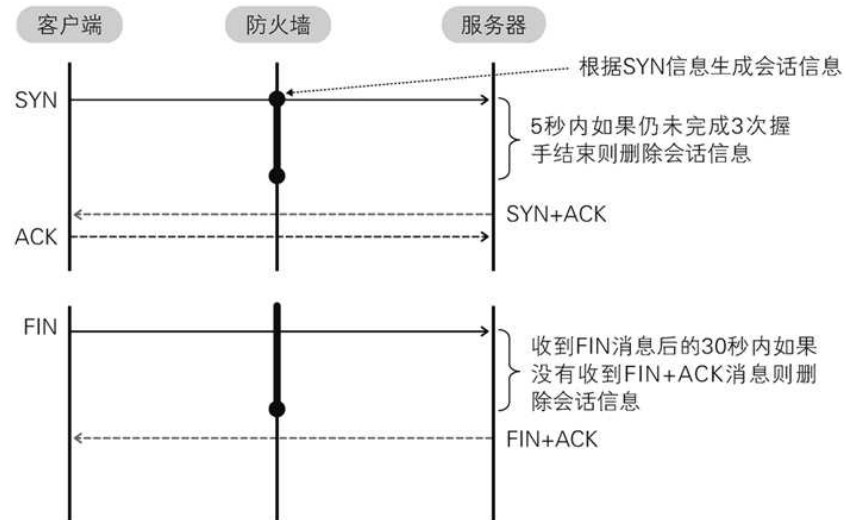 客户端
防火墙
服务器
根据SYN信息生成会话信息
SYN
5秒内如果仍未完成3次握
手结束则删除会话信息
SYN+ACK
ACK
FIN
收到FIN消息后的30秒内如果
没有收到FIN+ACK消息则删
除会话信息
FIN+ACK